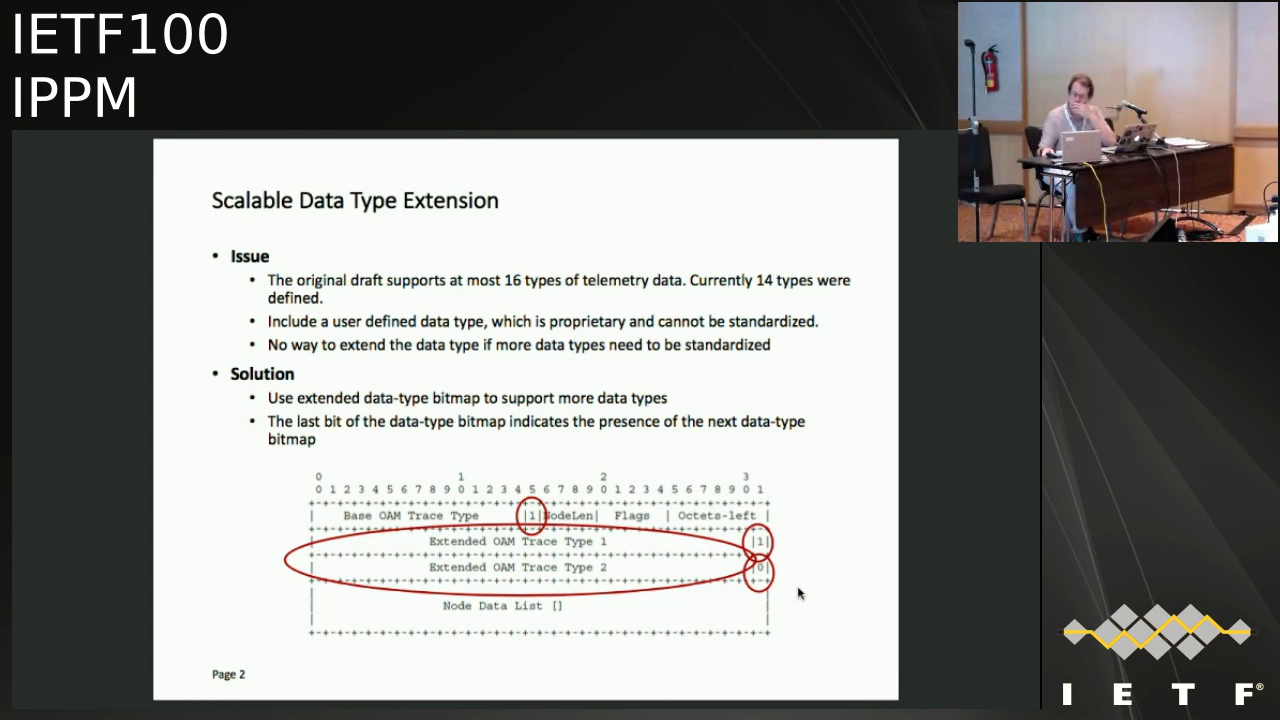 IETF100
IPPM
Scalable Data Type Extension
• Issue
• The original draft supports at most 16 types of telemetry data. Currently 14 types were
defined.
• Include a user defined data type, which is proprietary and cannot be standardized.
• No way to extend the data type if more data types need to be standardized
• Solution
• Use extended data-type bitmap to support more data types
• The last bit of the data-type bitmap indicates the presence of the next data-type
bitmap
0 1 2 3
0 1 2 3 4 5 6 7 8 9 0 1 2 3 4 5 6 7 8 9 0 1 2 3 4 5 6 7 8 9 0 1
+-+-+-+-+-+-+-+-+-+-+-+-+-+-+-+-+-+-+-+-+-+-+-+-+-+-+-+-+-+-+-+-+
| Base OAM Trace Type |1|NodeLen| Flags | Octets-left |
+-+-+-+-+-+-+-+-+-+-+-+-+-+-+-+-+-+-+-+-+-+-+-+-+-+-+-+-+-+-+-+-+
| Extended OAM Trace Type 1 |1|
+-+-+-+-+-+-+-+-+-+-+-+-+-+-+-+-+-+-+-+-+-+-+-+-+-+-+-+-+-+-+-+-+
| Extended OAM Trace Type 2 |0|
+-+-+-+-+-+-+-+-+-+-+-+-+-+-+-+-+-+-+-+-+-+-+-+-+-+-+-+-+-+-+-+-+
| Node Data List [] |
+-+-+-+-+-+-+-+-+-+-+-+-+-+-+-+-+-+-+-+-+-+-+-+-+-+-+-+-+-+-+-+-+
Page 2
I E T F®